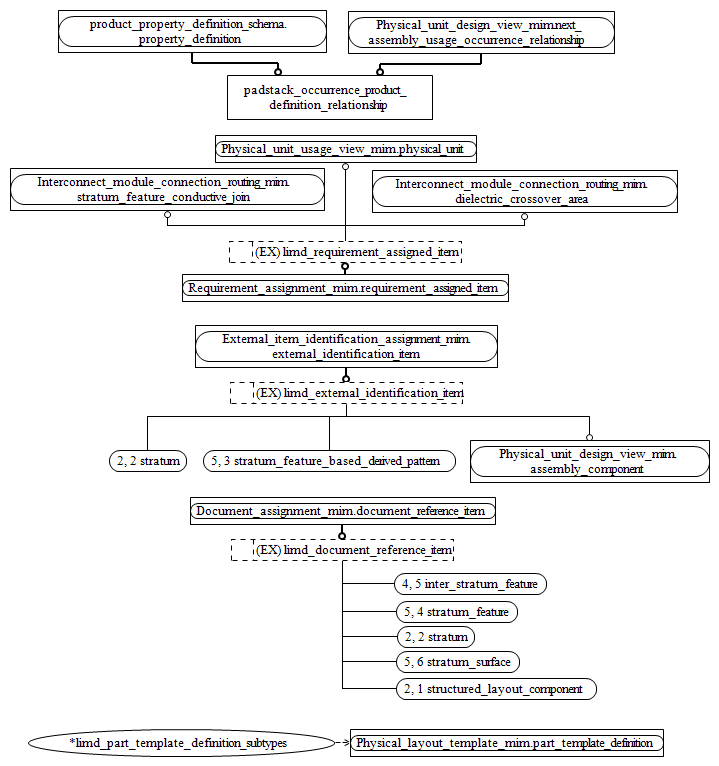 product_property_definition_schema.
property_definition
Physical_unit_design_view_mim.next_
assembly_usage_occurrence_relationship
padstack_occurrence_product_
definition_relationship
Physical_unit_usage_view_mim.physical_unit
Interconnect_module_connection_routing_mim.
stratum_feature_conductive_join
Interconnect_module_connection_routing_mim.
dielectric_crossover_area
(EX) limd_requirement_assigned_item
Requirement_assignment_mim.requirement_assigned_item
External_item_identification_assignment_mim.
external_identification_item
(EX) limd_external_identification_item
2, 2 stratum
5, 3 stratum_feature_based_derived_pattern
Physical_unit_design_view_mim.
assembly_component
Document_assignment_mim.document_reference_item
(EX) limd_document_reference_item
4, 5 inter_stratum_feature
5, 4 stratum_feature
2, 2 stratum
5, 6 stratum_surface
2, 1 structured_layout_component
*limd_part_template_definition_subtypes
Physical_layout_template_mim.part_template_definition